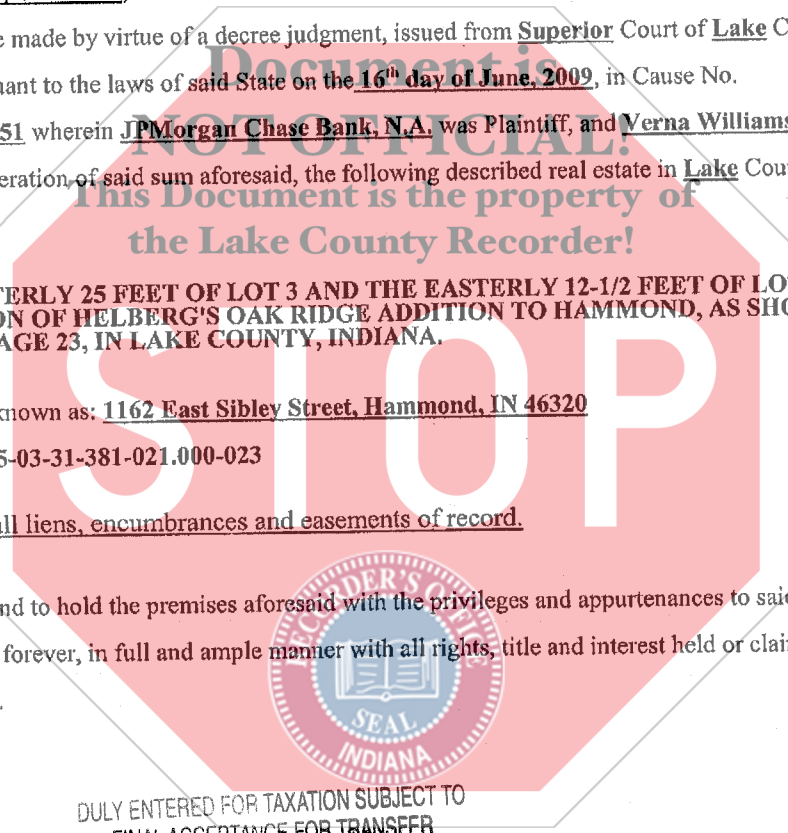 e made by virtue of a decree judgment, issued from Superior Court of Lake C
uant to the laws of said State on the 16th day of June, 2009, in Cause No.
51 wherein JPMorgan Chase Bank, N.A. was Plaintiff, and Verna Williams
eration of said sum aforesaid, the following described real estate in Lake Cou
Document is
NOT OFFICIAL!
This Document is the property of
the Lake County Recorder!
TERLY 25 FEET OF LOT 3 AND THE EASTERLY 12-1/2 FEET OF LO
ON OF HELBERG'S OAK RIDGE ADDITION TO HAMMOND, AS SHO
AGE 23, IN LAKE COUNTY, INDIANA.
STOP
known as: 1162 East Sibley Street, Hammond, IN 46320
5-03-31-381-021.000-023
all liens, encumbrances and easements of record.
nd to hold the premises aforesaid with the privileges and appurtenances to said
forever, in full and ample manner with all rights, title and interest held or clai
RECORDER'S OFFICE
SEAL
INDIANA
DULY ENTERED FOR TAXATION SUBJECT TO
FINAL ACCEPTANCE FOR TRANSFER